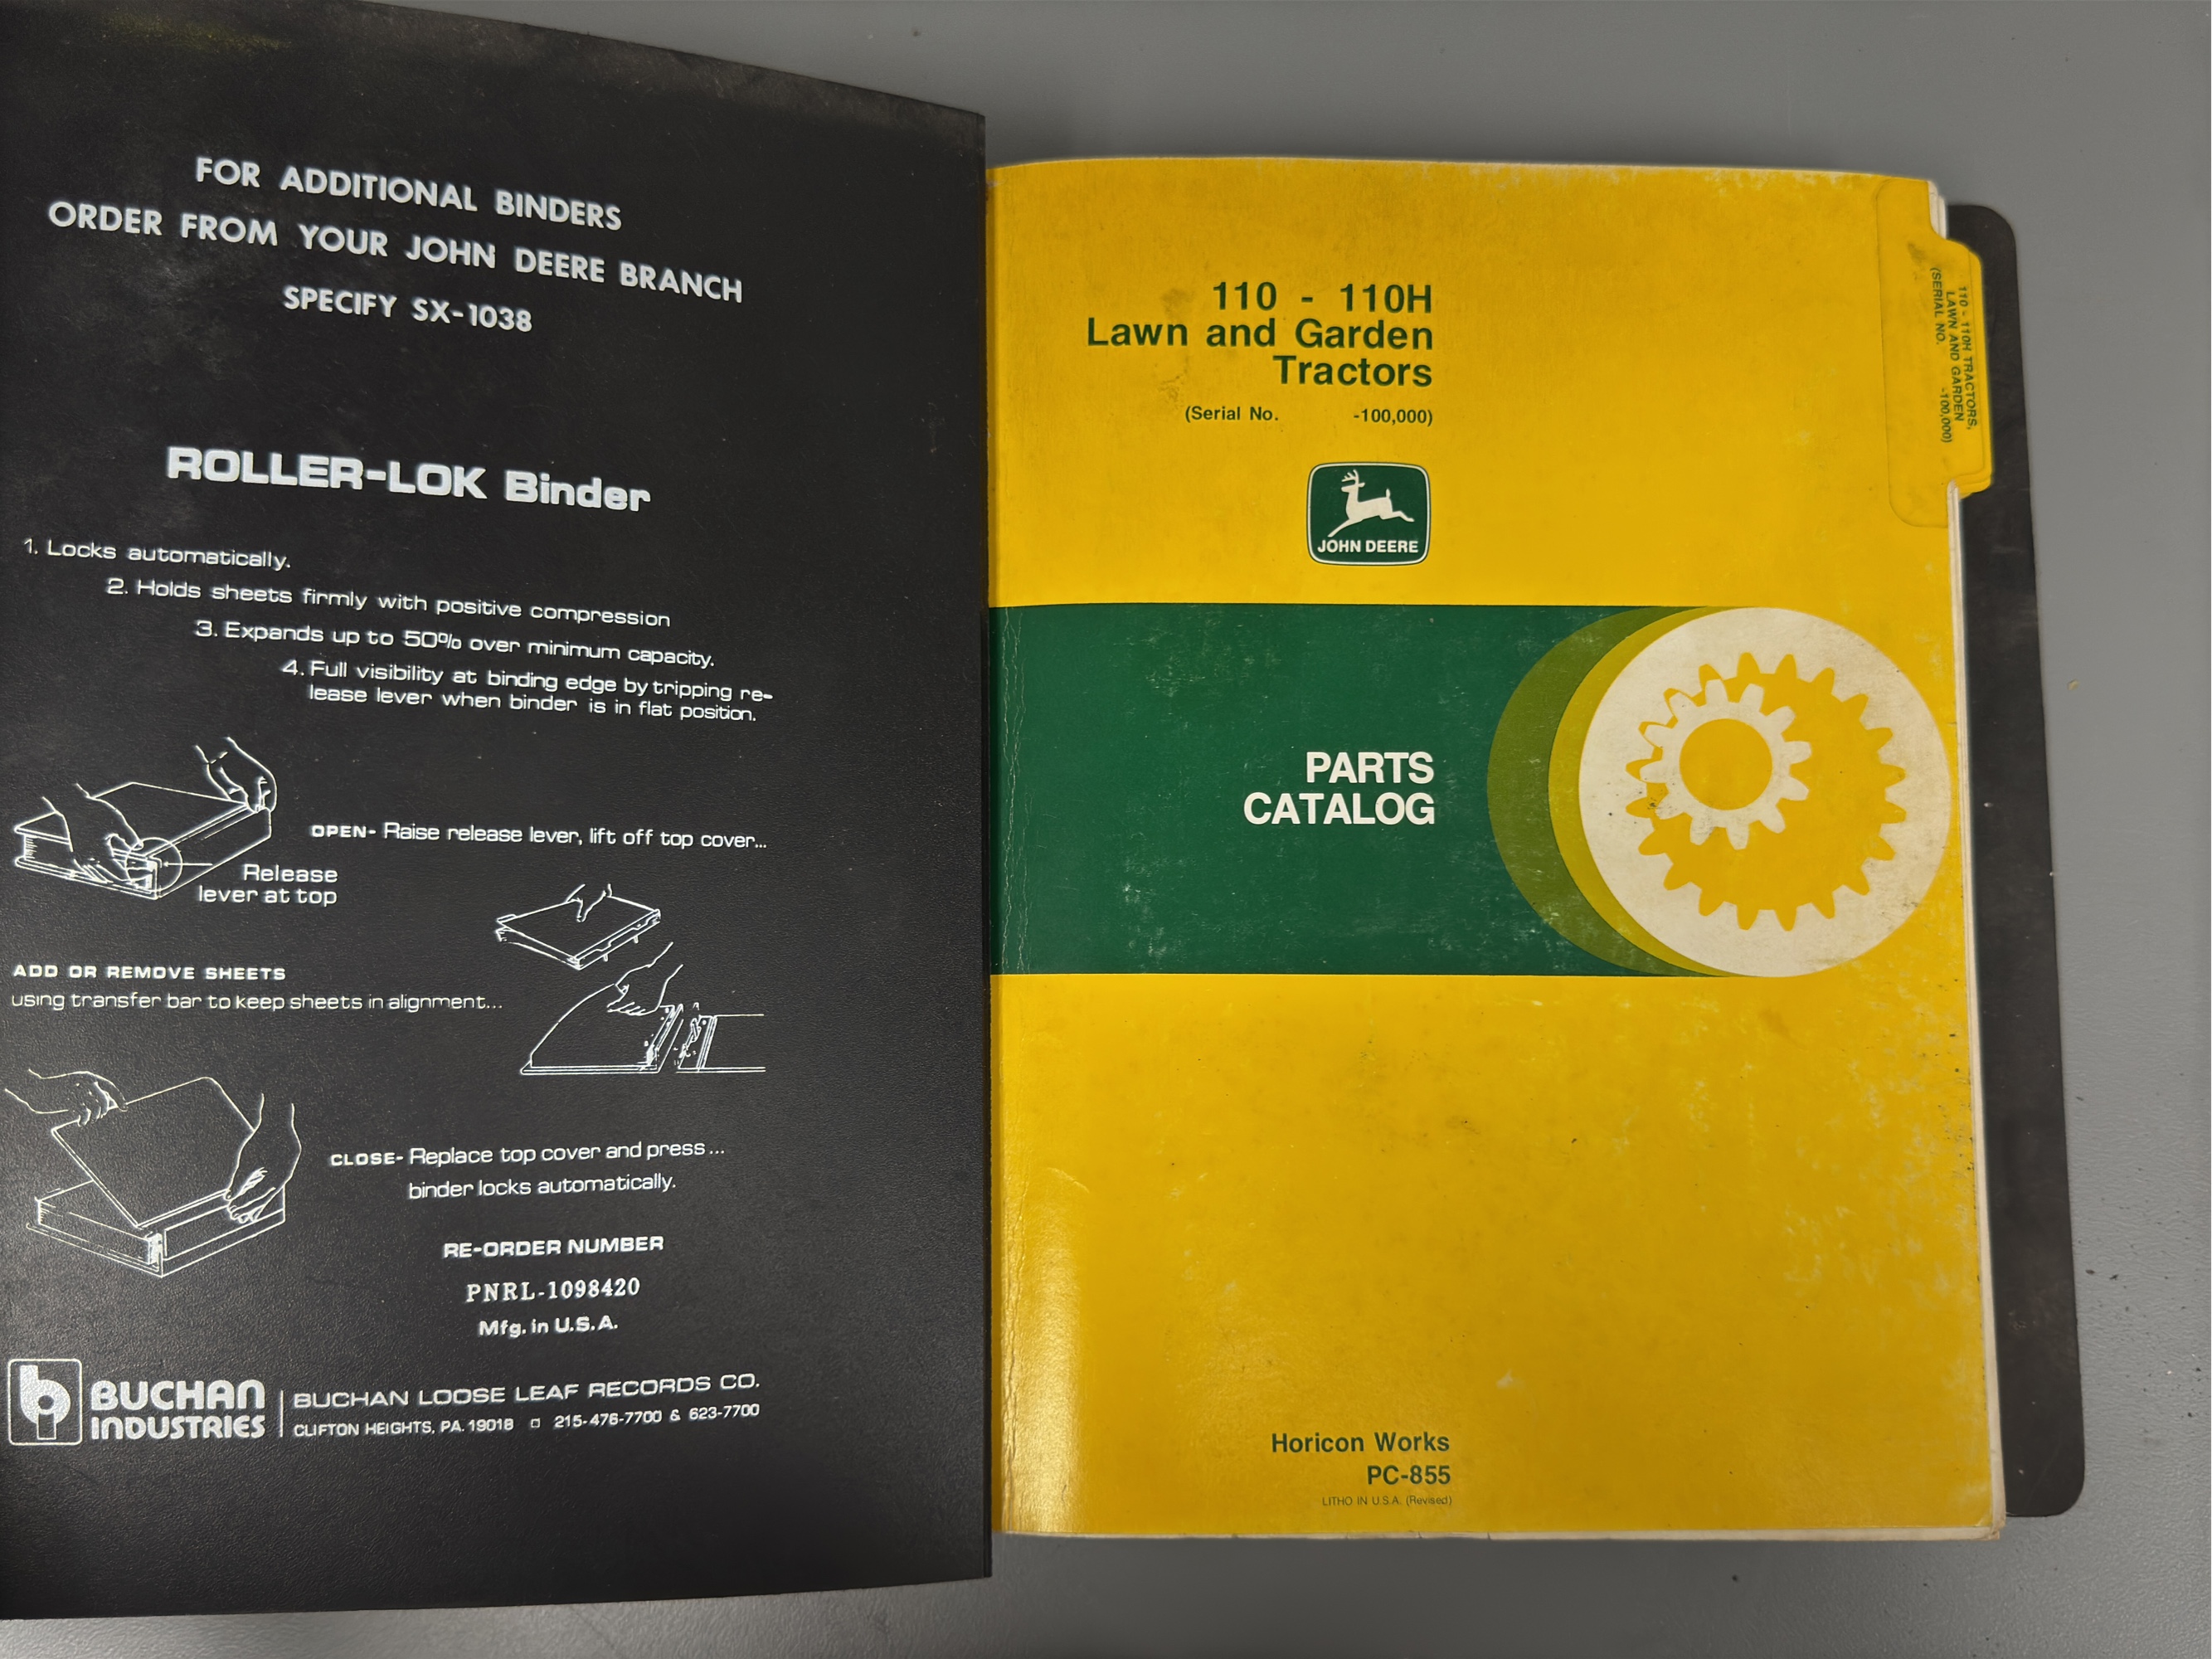 FOR ADDITIONAL BINDERS
ORDER FROM YOUR JOHN DEERE BRANCH
SPECIFY SX-1038
ROLLER-LOK Binder
1. Locks automatically.
2. Holds sheets firmly with positive compression
3. Expands up to 50% over minimum capacity.
4. Full visibility at binding edge by tripping re-
lease lever when binder is in flat position.
OPEN- Raise release lever, lift off top cover...
Release
lever at top
ADD OR REMOVE SHEETS
using transfer bar to keep sheets in alignment...
CLOSE- Replace top cover and press...
binder locks automatically.
RE-ORDER NUMBER
PNRL-1098420
Mfg. in U.S.A.
BUCHAN
INDUSTRIES
BUCHAN LOOSE LEAF RECORDS CO.
CLIFTON HEIGHTS, PA. 19018 □ 215-476-7700 & 623-7700
110 - 110H
Lawn and Garden
Tractors
(Serial No. -100,000)
JOHN DEERE
PARTS
CATALOG
Horicon Works
PC-855
LITHO IN U.S.A. (Revised)
110 - 110H TRACTORS,
LAWN AND GARDEN
(SERIAL NO. -100,000)